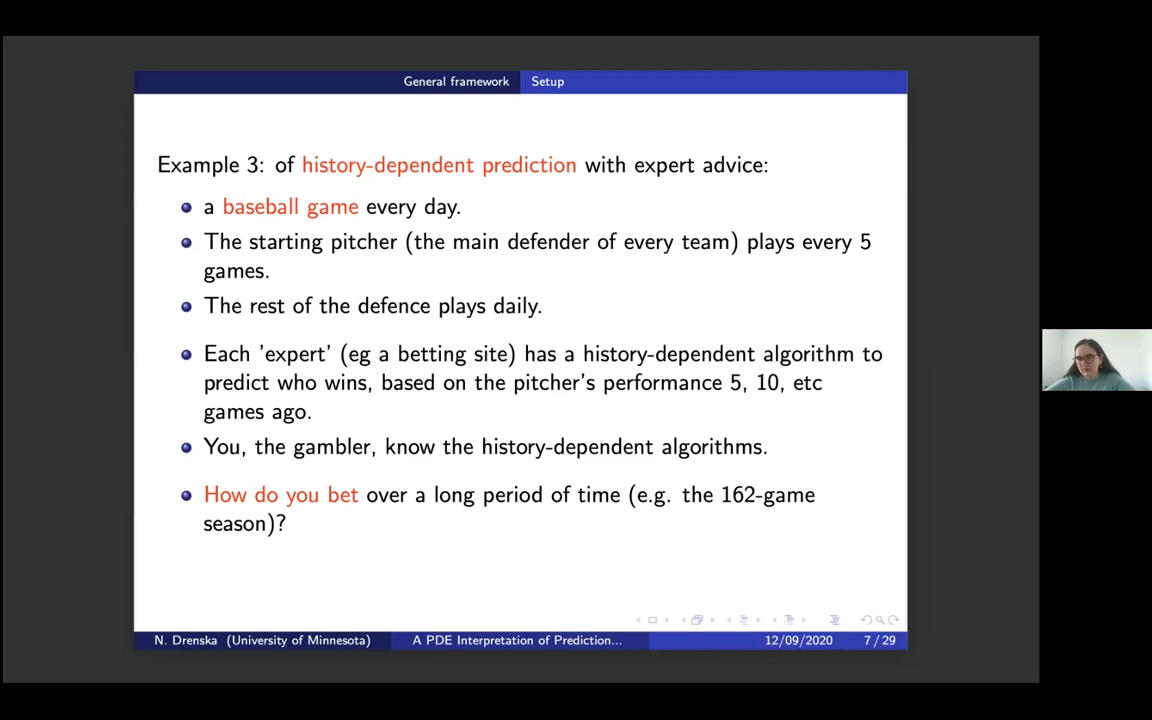 General framework Setup
Example 3: of history-dependent prediction with expert advice:
a baseball game every day.
The starting pitcher (the main defender of every team) plays every 5
games.
The rest of the defence plays daily.
Each 'expert' (eg a betting site) has a history-dependent algorithm to
predict who wins, based on the pitcher's performance 5, 10, etc
games ago.
You, the gambler, know the history-dependent algorithms.
How do you bet over a long period of time (e.g. the 162-game
season)?
N. Drenska (University of Minnesota) A PDE Interpretation of Prediction... 12/09/2020 7 / 29